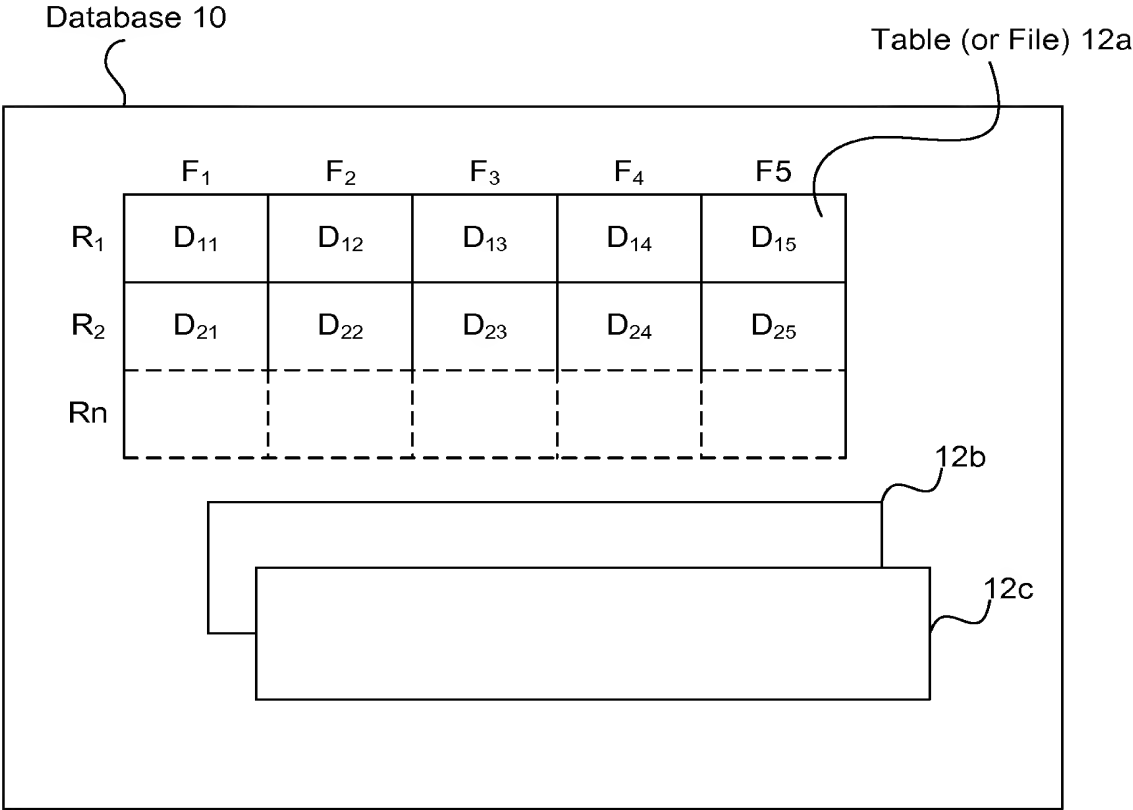 Database 10
Table (or File) 12a
F₁ F₂ F₃ F₄ F5
R₁ D₁₁ D₁₂ D₁₃ D₁₄ D₁₅
R₂ D₂₁ D₂₂ D₂₃ D₂₄ D₂₅
Rn
12b
12c